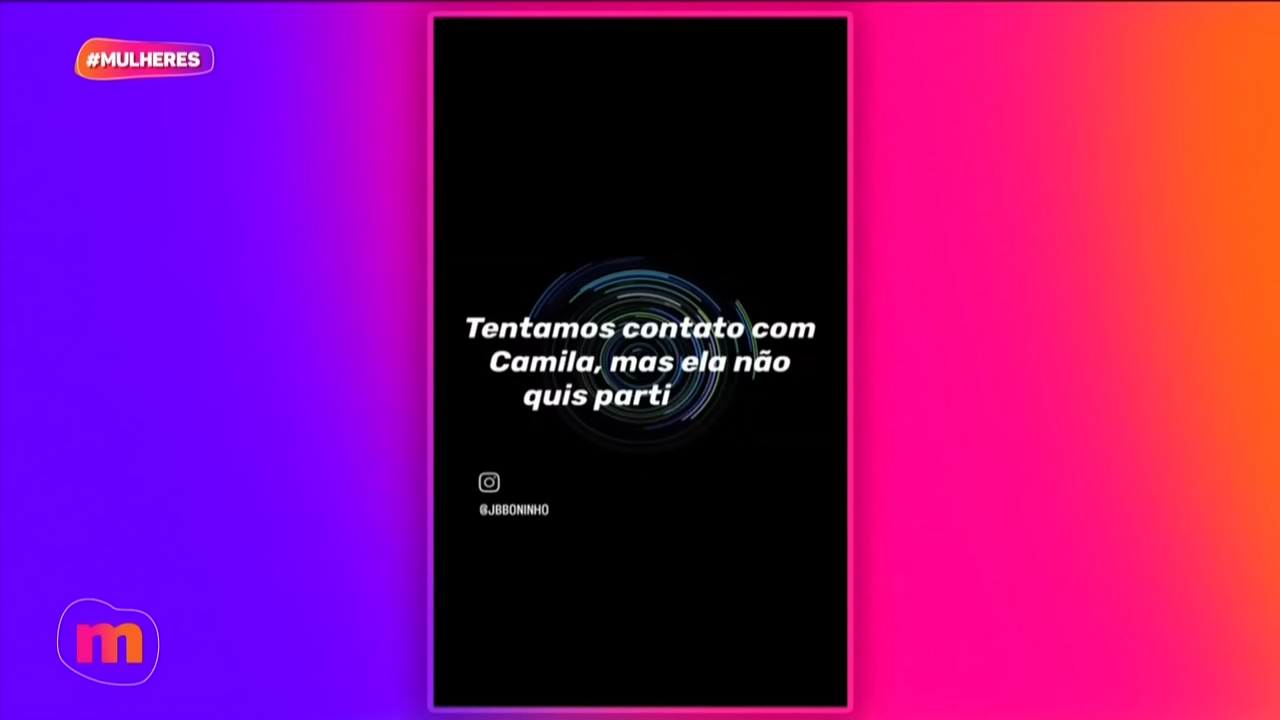 #MULHERES
Tentamos contato com
Camila, mas ela não
quis parti
@JBBONINHO
m